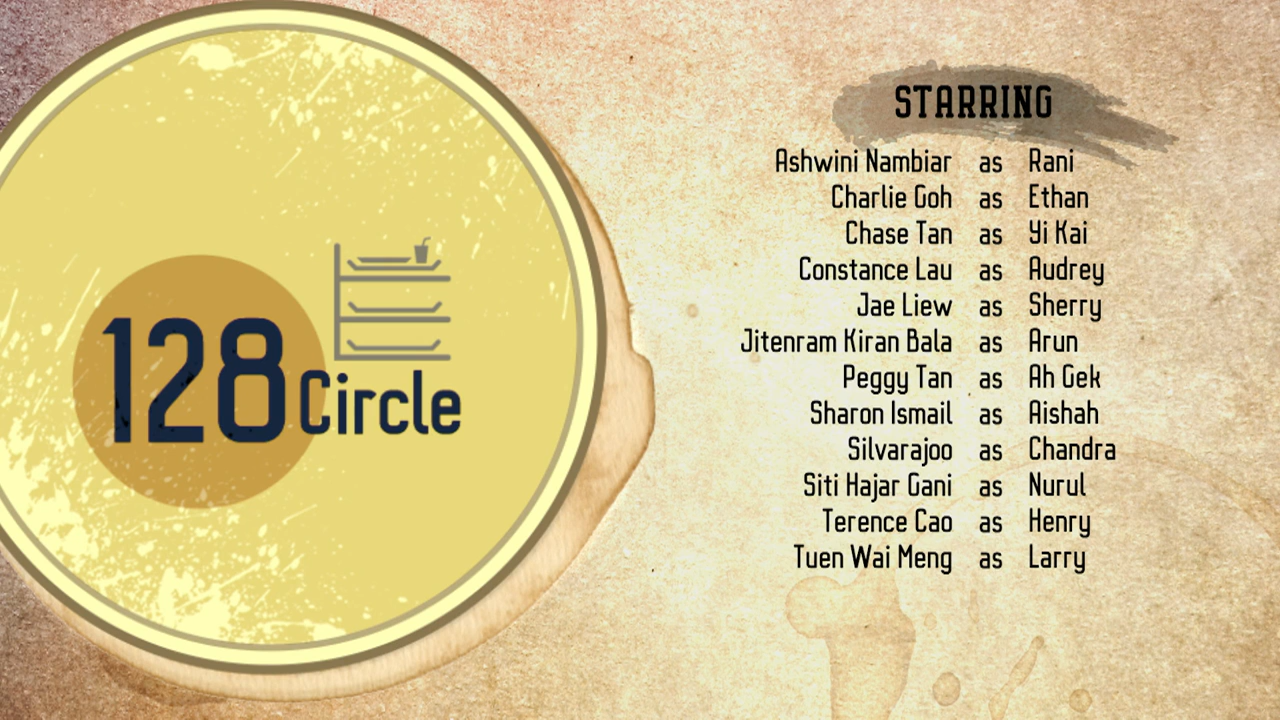 128 Circle
STARRING
Ashwini Nambiar as Rani
Charlie Goh as Ethan
Chase Tan as Yi Kai
Constance Lau as Audrey
Jae Liew as Sherry
Jitenram Kiran Bala as Arun
Peggy Tan as Ah Gek
Sharon Ismail as Aishah
Silvarajoo as Chandra
Siti Hajar Gani as Nurul
Terence Cao as Henry
Tuen Wai Meng as Larry